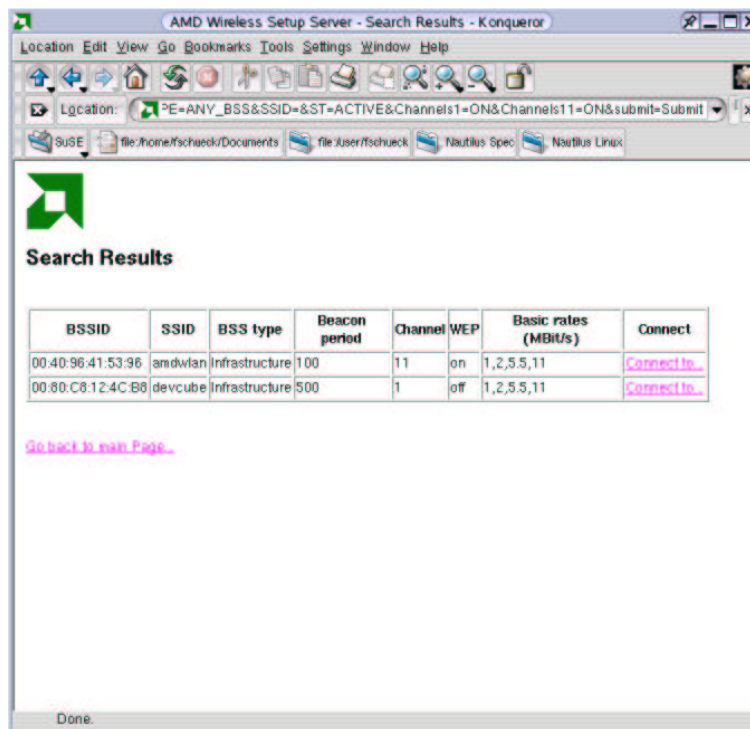 AMD Wireless Setup Server - Search Results - Konqueror
Location Edit View Go Bookmarks Tools Settings Window Help
Location: PE=ANY_BSS&SSID=&ST=ACTIVE&Channels1=ON&Channels11=ON&submit=Submit
SuSE file:/home/fschueck/Documents file:/user/fschueck Nautilus Spec Nautilus Linux
Search Results
BSSID SSID BSS type Beacon period Channel WEP Basic rates (MBit/s) Connect
00:40:96:41:53:96 amdwlan Infrastructure 100 11 on 1,2,5.5,11 Connect to...
00:80:C8:12:4C:B8 devcube Infrastructure 500 1 off 1,2,5.5,11 Connect to...
Go back to main Page...
Done.